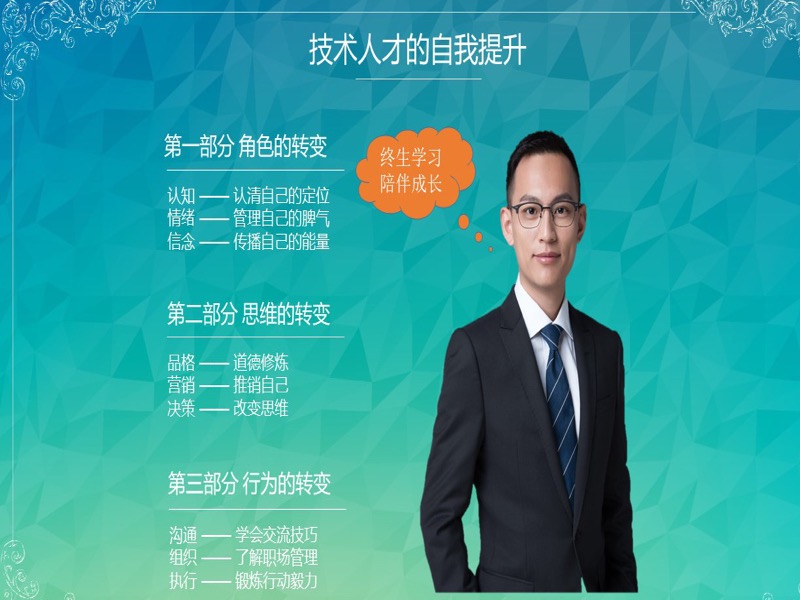 技术人才的自我提升
第一部分 角色的转变
认知 —— 认清自己的定位
情绪 —— 管理自己的脾气
信念 —— 传播自己的能量
终生学习
陪伴成长
第二部分 思维的转变
品格 —— 道德修炼
营销 —— 推销自己
决策 —— 改变思维
第三部分 行为的转变
沟通 —— 学会交流技巧
组织 —— 了解职场管理
执行 —— 锻炼行动毅力